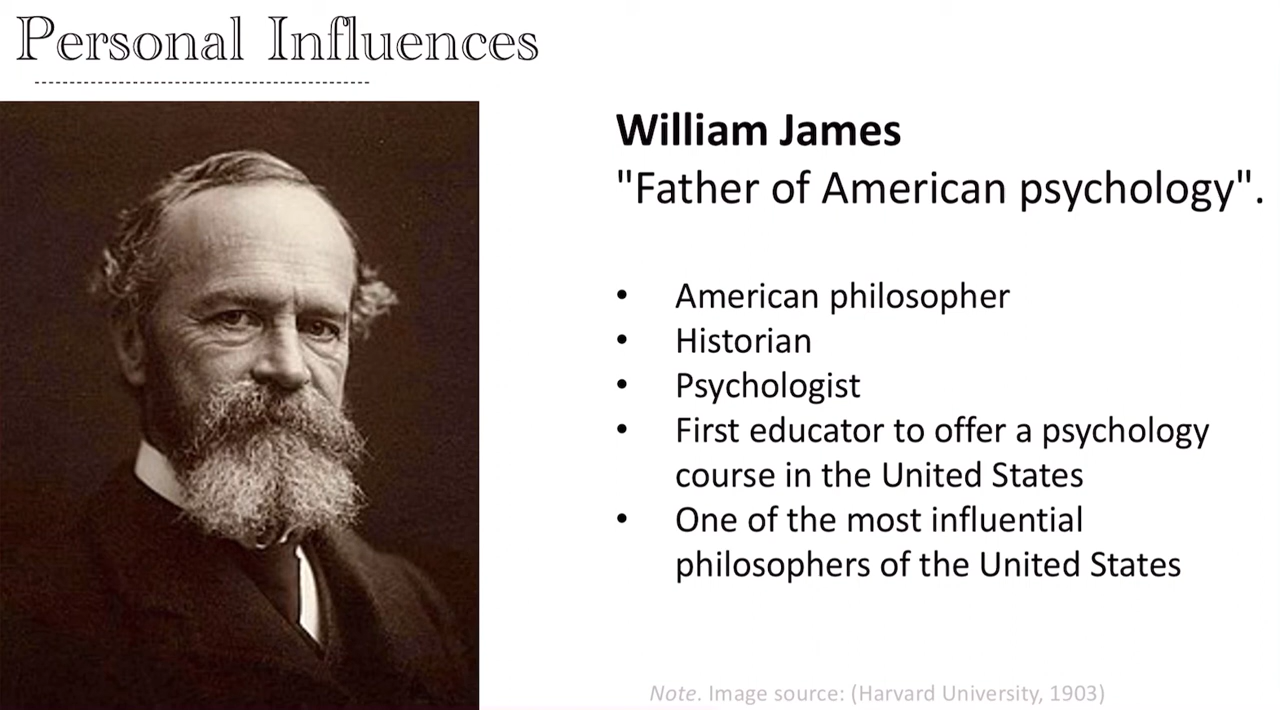 Personal Influences
William James
"Father of American psychology".
• American philosopher
• Historian
• Psychologist
• First educator to offer a psychology
course in the United States
• One of the most influential
philosophers of the United States
Note. Image source: (Harvard University, 1903)